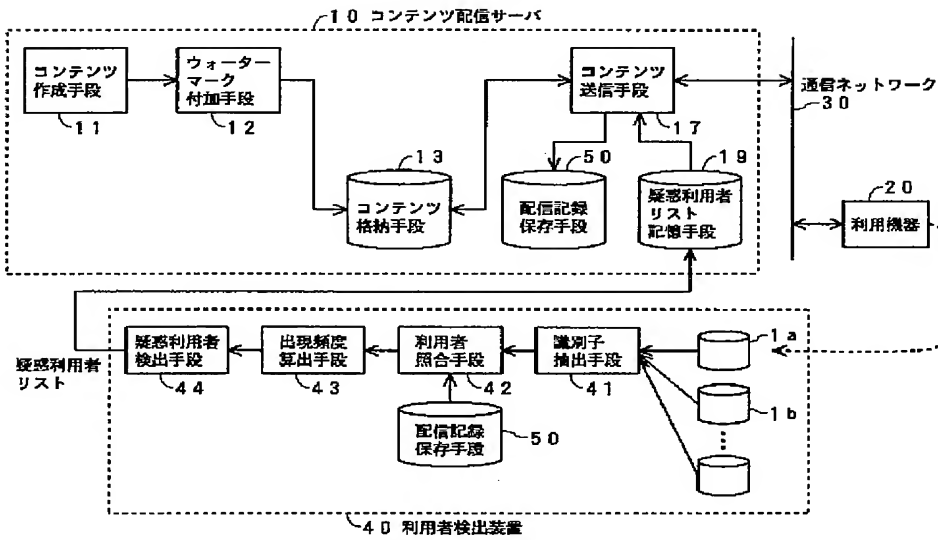 １０ コンテンツ配信サーバ
コンテンツ
作成手段
１１
ウォーター
マーク
付加手段
１２
コンテンツ
送信手段
１７
通信ネットワーク
３０
１３
コンテンツ
格納手段
５０
配信記録
保存手段
１９
疑惑利用者
リスト
記憶手段
２０
利用機器
疑惑利用者
リスト
疑惑利用者
検出手段
４４
出現頻度
算出手段
４３
利用者
照合手段
４２
識別子
抽出手段
４１
配信記録
保存手段
５０
１ａ
１ｂ
４０ 利用者検出装置